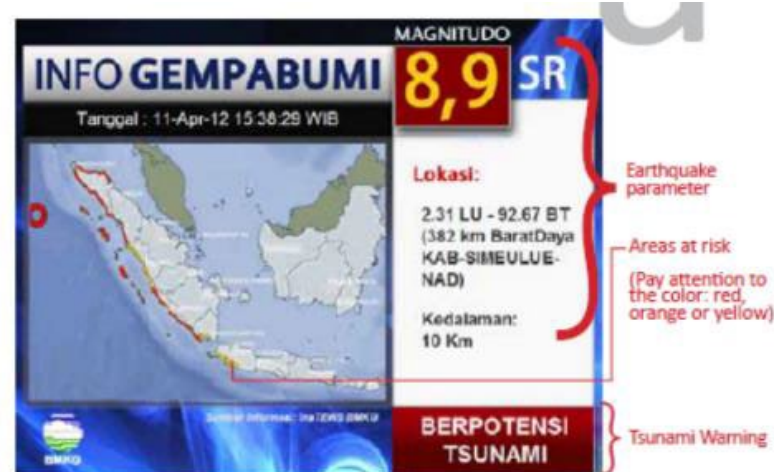 MAGNITUDO
INFO GEMPABUMI
8,9 SR
Tanggal : 11-Apr-12 15:38:29 WIB
Lokasi:
2.31 LU - 92.67 BT
(382 km BaratDaya
KAB-SIMEULUE-
NAD)
Kedalaman:
10 Km
BERPOTENSI
TSUNAMI
BMKG
Earthquake
parameter
Areas at risk
(Pay attention to
the color: red,
orange or yellow)
Tsunami Warning